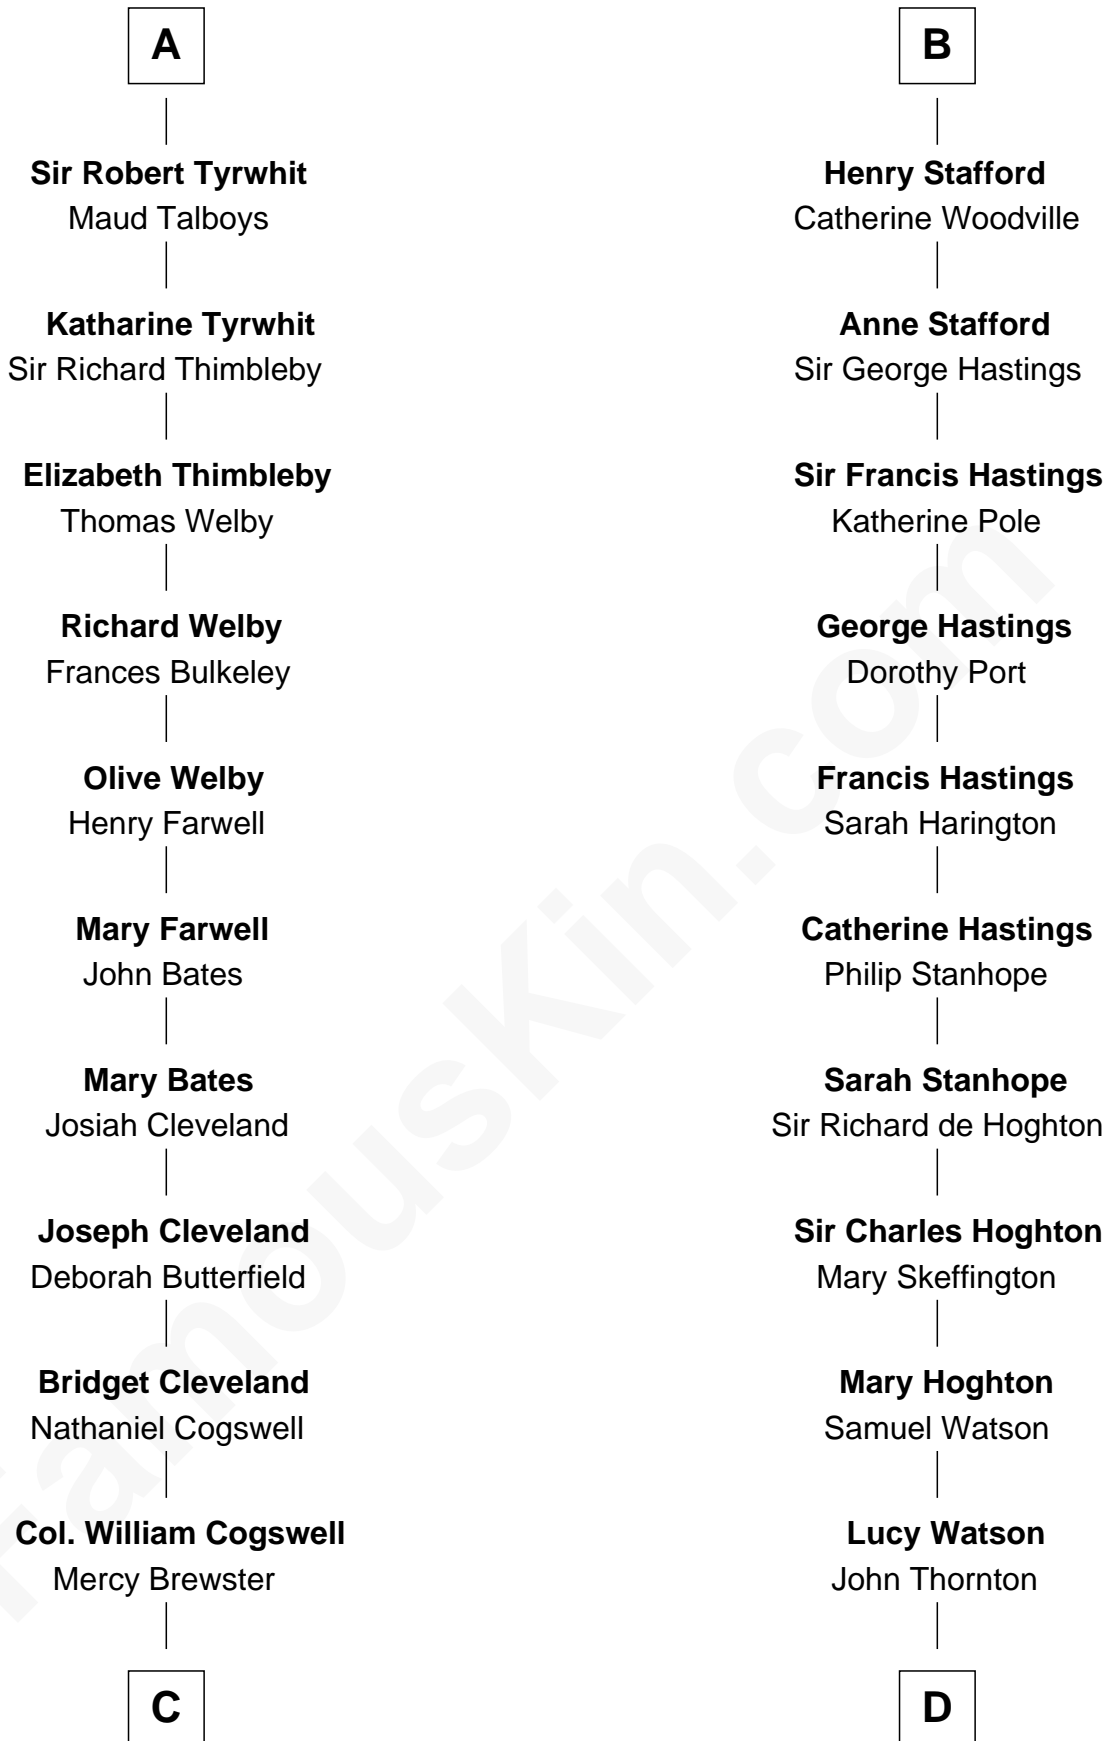 A
Sir Robert Tyrwhit
Maud Talboys
Katharine Tyrwhit
Sir Richard Thimbleby
Elizabeth Thimbleby
Thomas Welby
Richard Welby
Frances Bulkeley
Olive Welby
Henry Farwell
Mary Farwell
John Bates
Mary Bates
Josiah Cleveland
Joseph Cleveland
Deborah Butterfield
Bridget Cleveland
Nathaniel Cogswell
Col. William Cogswell
Mercy Brewster
C
B
Henry Stafford
Catherine Woodville
Anne Stafford
Sir George Hastings
Sir Francis Hastings
Katherine Pole
George Hastings
Dorothy Port
Francis Hastings
Sarah Harington
Catherine Hastings
Philip Stanhope
Sarah Stanhope
Sir Richard de Hoghton
Sir Charles Hoghton
Mary Skeffington
Mary Hoghton
Samuel Watson
Lucy Watson
John Thornton
D
FamousKin.com